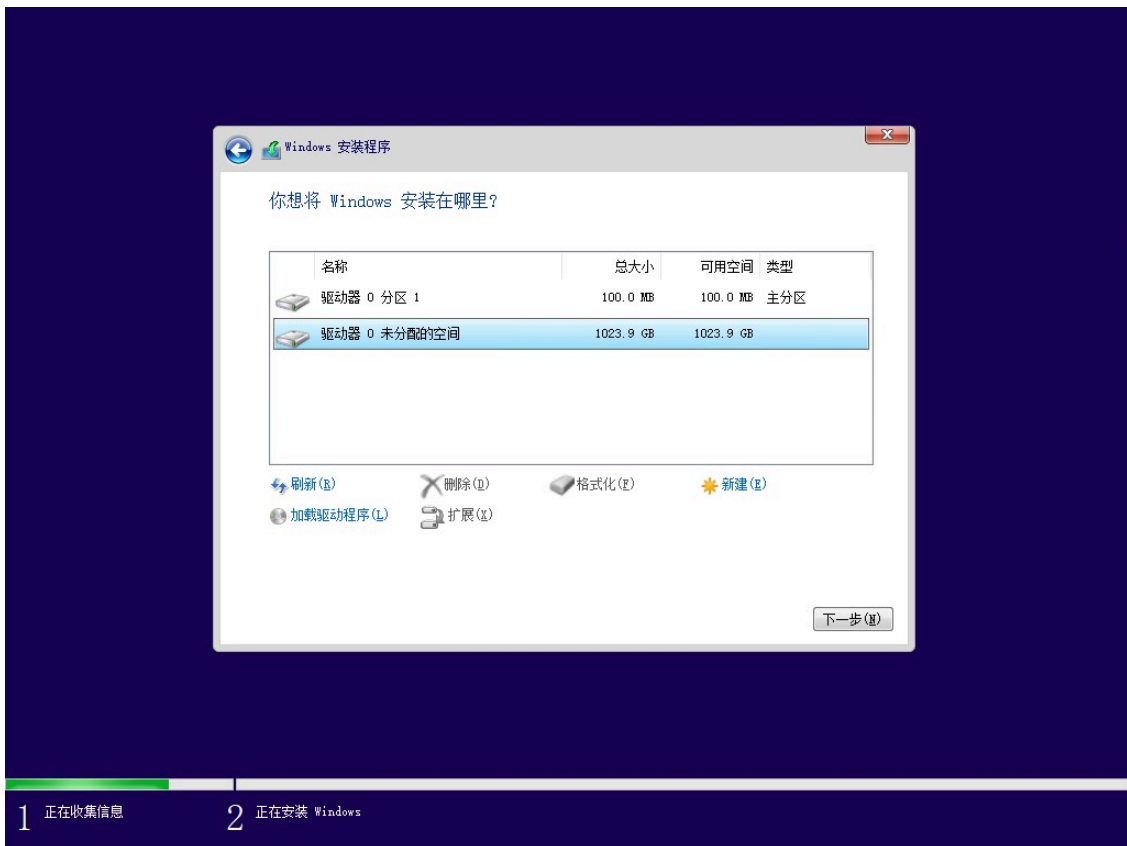 Windows 安装程序
你想将 Windows 安装在哪里?
名称 总大小 可用空间 类型
驱动器 0 分区 1 100.0 MB 100.0 MB 主分区
驱动器 0 未分配的空间 1023.9 GB 1023.9 GB
刷新(R) 删除(D) 格式化(F) 新建(E)
加载驱动程序(L) 扩展(X)
下一步(N)
1 正在收集信息 2 正在安装 Windows